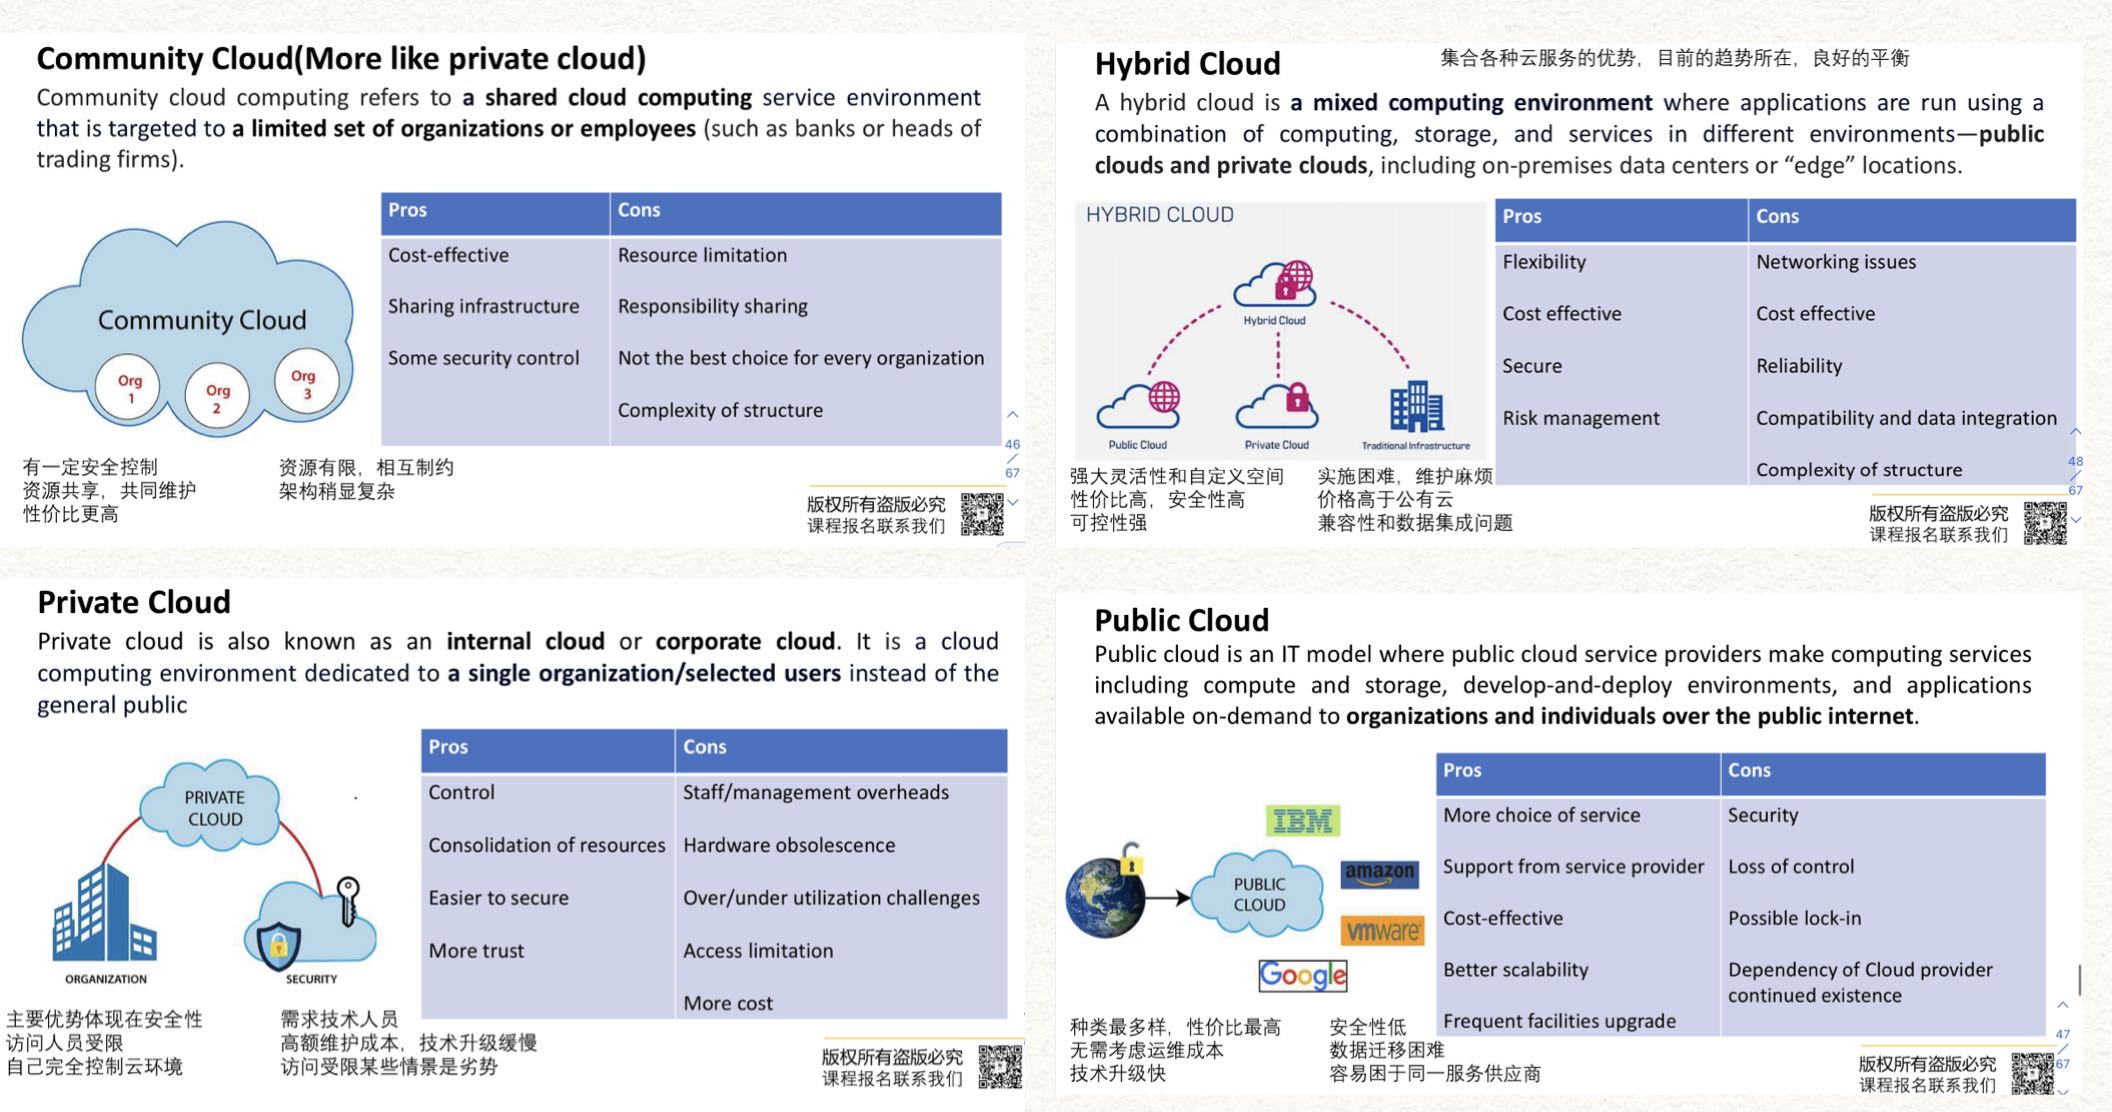 Community Cloud(More like private cloud)
Community cloud computing refers to a shared cloud computing service environment
that is targeted to a limited set of organizations or employees (such as banks or heads of
trading firms).
Community Cloud
Org
1
Org
2
Org
3
Pros
Cons
Cost-effective
Resource limitation
Sharing infrastructure
Responsibility sharing
Some security control
Not the best choice for every organization
Complexity of structure
46
67
有一定安全控制
资源共享，共同维护
性价比更高
资源有限，相互制约
架构稍显复杂
版权所有盗版必究
课程报名联系我们
Hybrid Cloud
集合各种云服务的优势，目前的趋势所在，良好的平衡
A hybrid cloud is a mixed computing environment where applications are run using a
combination of computing, storage, and services in different environments—public
clouds and private clouds, including on-premises data centers or “edge” locations.
HYBRID CLOUD
Hybrid Cloud
Public Cloud
Private Cloud
Traditional Infrastructure
Pros
Cons
Flexibility
Networking issues
Cost effective
Cost effective
Secure
Reliability
Risk management
Compatibility and data integration
Complexity of structure
48
67
强大灵活性和自定义空间
性价比高，安全性高
可控性强
实施困难，维护麻烦
价格高于公有云
兼容性和数据集成问题
版权所有盗版必究
课程报名联系我们
Private Cloud
Private cloud is also known as an internal cloud or corporate cloud. It is a cloud
computing environment dedicated to a single organization/selected users instead of the
general public
PRIVATE
CLOUD
ORGANIZATION
SECURITY
Pros
Cons
Control
Staff/management overheads
Consolidation of resources
Hardware obsolescence
Easier to secure
Over/under utilization challenges
More trust
Access limitation
More cost
主要优势体现在安全性
访问人员受限
自己完全控制云环境
需求技术人员
高额维护成本，技术升级缓慢
访问受限某些情景是劣势
版权所有盗版必究
课程报名联系我们
Public Cloud
Public cloud is an IT model where public cloud service providers make computing services
including compute and storage, develop-and-deploy environments, and applications
available on-demand to organizations and individuals over the public internet.
IBM
amazon
vmware
Google
PUBLIC
CLOUD
Pros
Cons
More choice of service
Security
Support from service provider
Loss of control
Cost-effective
Possible lock-in
Better scalability
Dependency of Cloud provider
continued existence
Frequent facilities upgrade
47
67
种类最多样，性价比最高
无需考虑运维成本
技术升级快
安全性低
数据迁移困难
容易困于同一服务供应商
版权所有盗版必究
课程报名联系我们